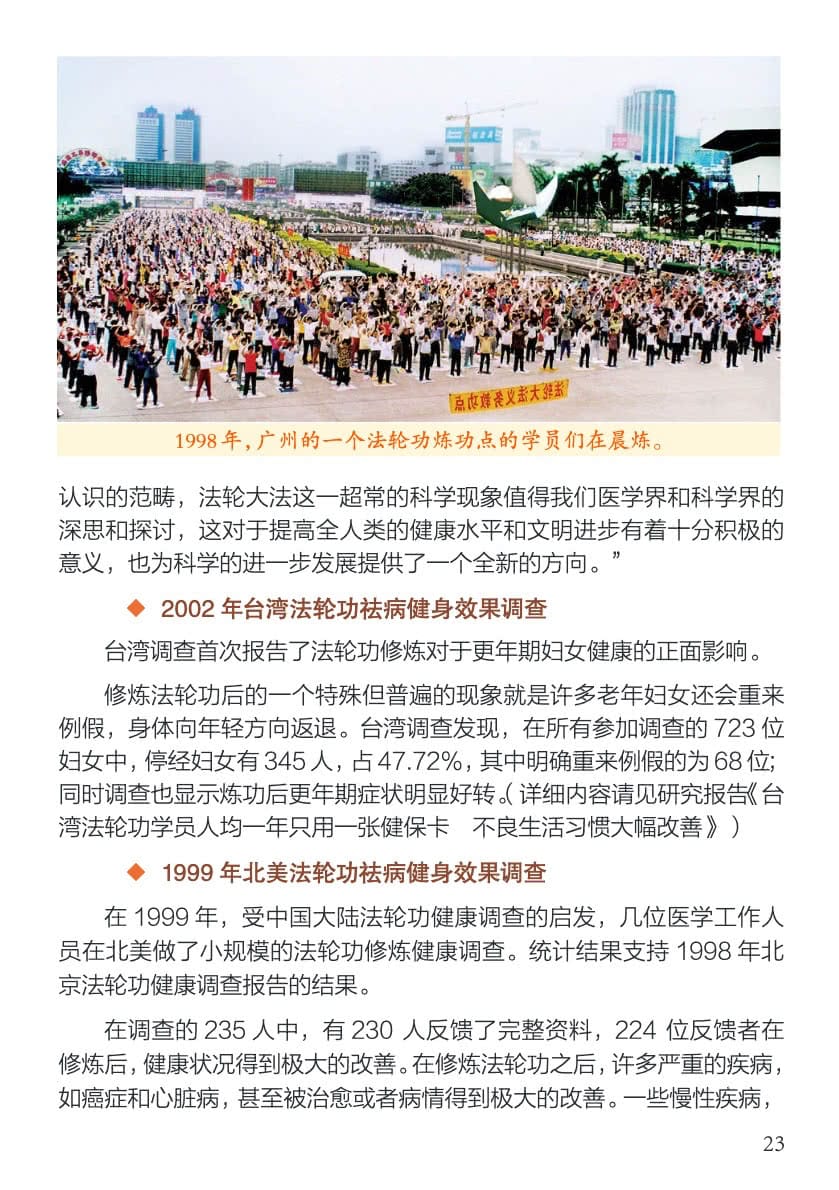 法轮大法义务教功点
1998年，广州的一个法轮功炼功点的学员们在晨炼。
认识的范畴，法轮大法这一超常的科学现象值得我们医学界和科学界的
深思和探讨，这对于提高全人类的健康水平和文明进步有着十分积极的
意义，也为科学的进一步发展提供了一个全新的方向。”
◆ 2002 年台湾法轮功祛病健身效果调查
台湾调查首次报告了法轮功修炼对于更年期妇女健康的正面影响。
修炼法轮功后的一个特殊但普遍的现象就是许多老年妇女还会重来
例假，身体向年轻方向返退。台湾调查发现，在所有参加调查的 723 位
妇女中，停经妇女有 345 人，占 47.72%，其中明确重来例假的为 68 位；
同时调查也显示炼功后更年期症状明显好转。（详细内容请见研究报告《台
湾法轮功学员人均一年只用一张健保卡　不良生活习惯大幅改善》）
◆ 1999 年北美法轮功祛病健身效果调查
在 1999 年，受中国大陆法轮功健康调查的启发，几位医学工作人
员在北美做了小规模的法轮功修炼健康调查。统计结果支持 1998 年北
京法轮功健康调查报告的结果。
在调查的 235 人中，有 230 人反馈了完整资料，224 位反馈者在
修炼后，健康状况得到极大的改善。在修炼法轮功之后，许多严重的疾病，
如癌症和心脏病，甚至被治愈或者病情得到极大的改善。一些慢性疾病，
23